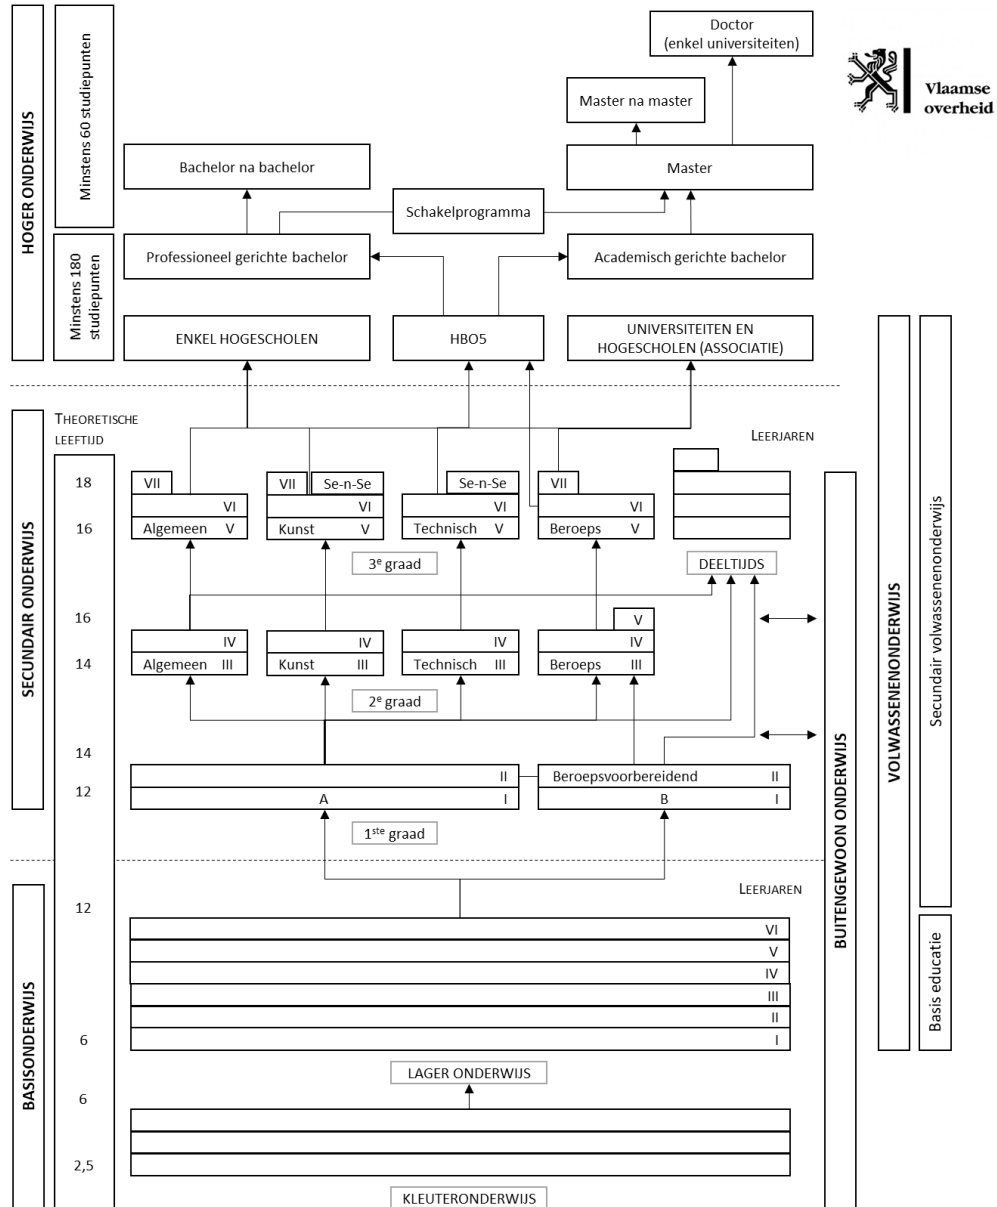 Doctor
(enkel universiteiten)
Vlaamse
overheid
Master na master
HOGER ONDERWIJS
Minstens 60 studiepunten
Bachelor na bachelor
Master
Schakelprogramma
Minstens 180
studiepunten
Professioneel gerichte bachelor
Academisch gerichte bachelor
ENKEL HOGESCHOLEN
HBO5
UNIVERSITEITEN EN
HOGESCHOLEN (ASSOCIATIE)
SECUNDAIR ONDERWIJS
THEORETISCHE
LEEFTIJD
LEERJAREN
18
VII
VII
Se-n-Se
Se-n-Se
VII
VI
VI
VI
VI
16
Algemeen V
Kunst V
Technisch V
Beroeps V
3e graad
DEELTIJDS
16
V
IV
IV
IV
IV
14
Algemeen III
Kunst III
Technisch III
Beroeps III
2e graad
14
II
Beroepsvoorbereidend II
12
A I
B I
1ste graad
BUITENGEWOON ONDERWIJS
VOLWASSENENONDERWIJS
Secundair volwassenenonderwijs
Basis educatie
BASISONDERWIJS
LEERJAREN
12
VI
V
IV
III
II
6
I
LAGER ONDERWIJS
6
2,5
KLEUTERONDERWIJS